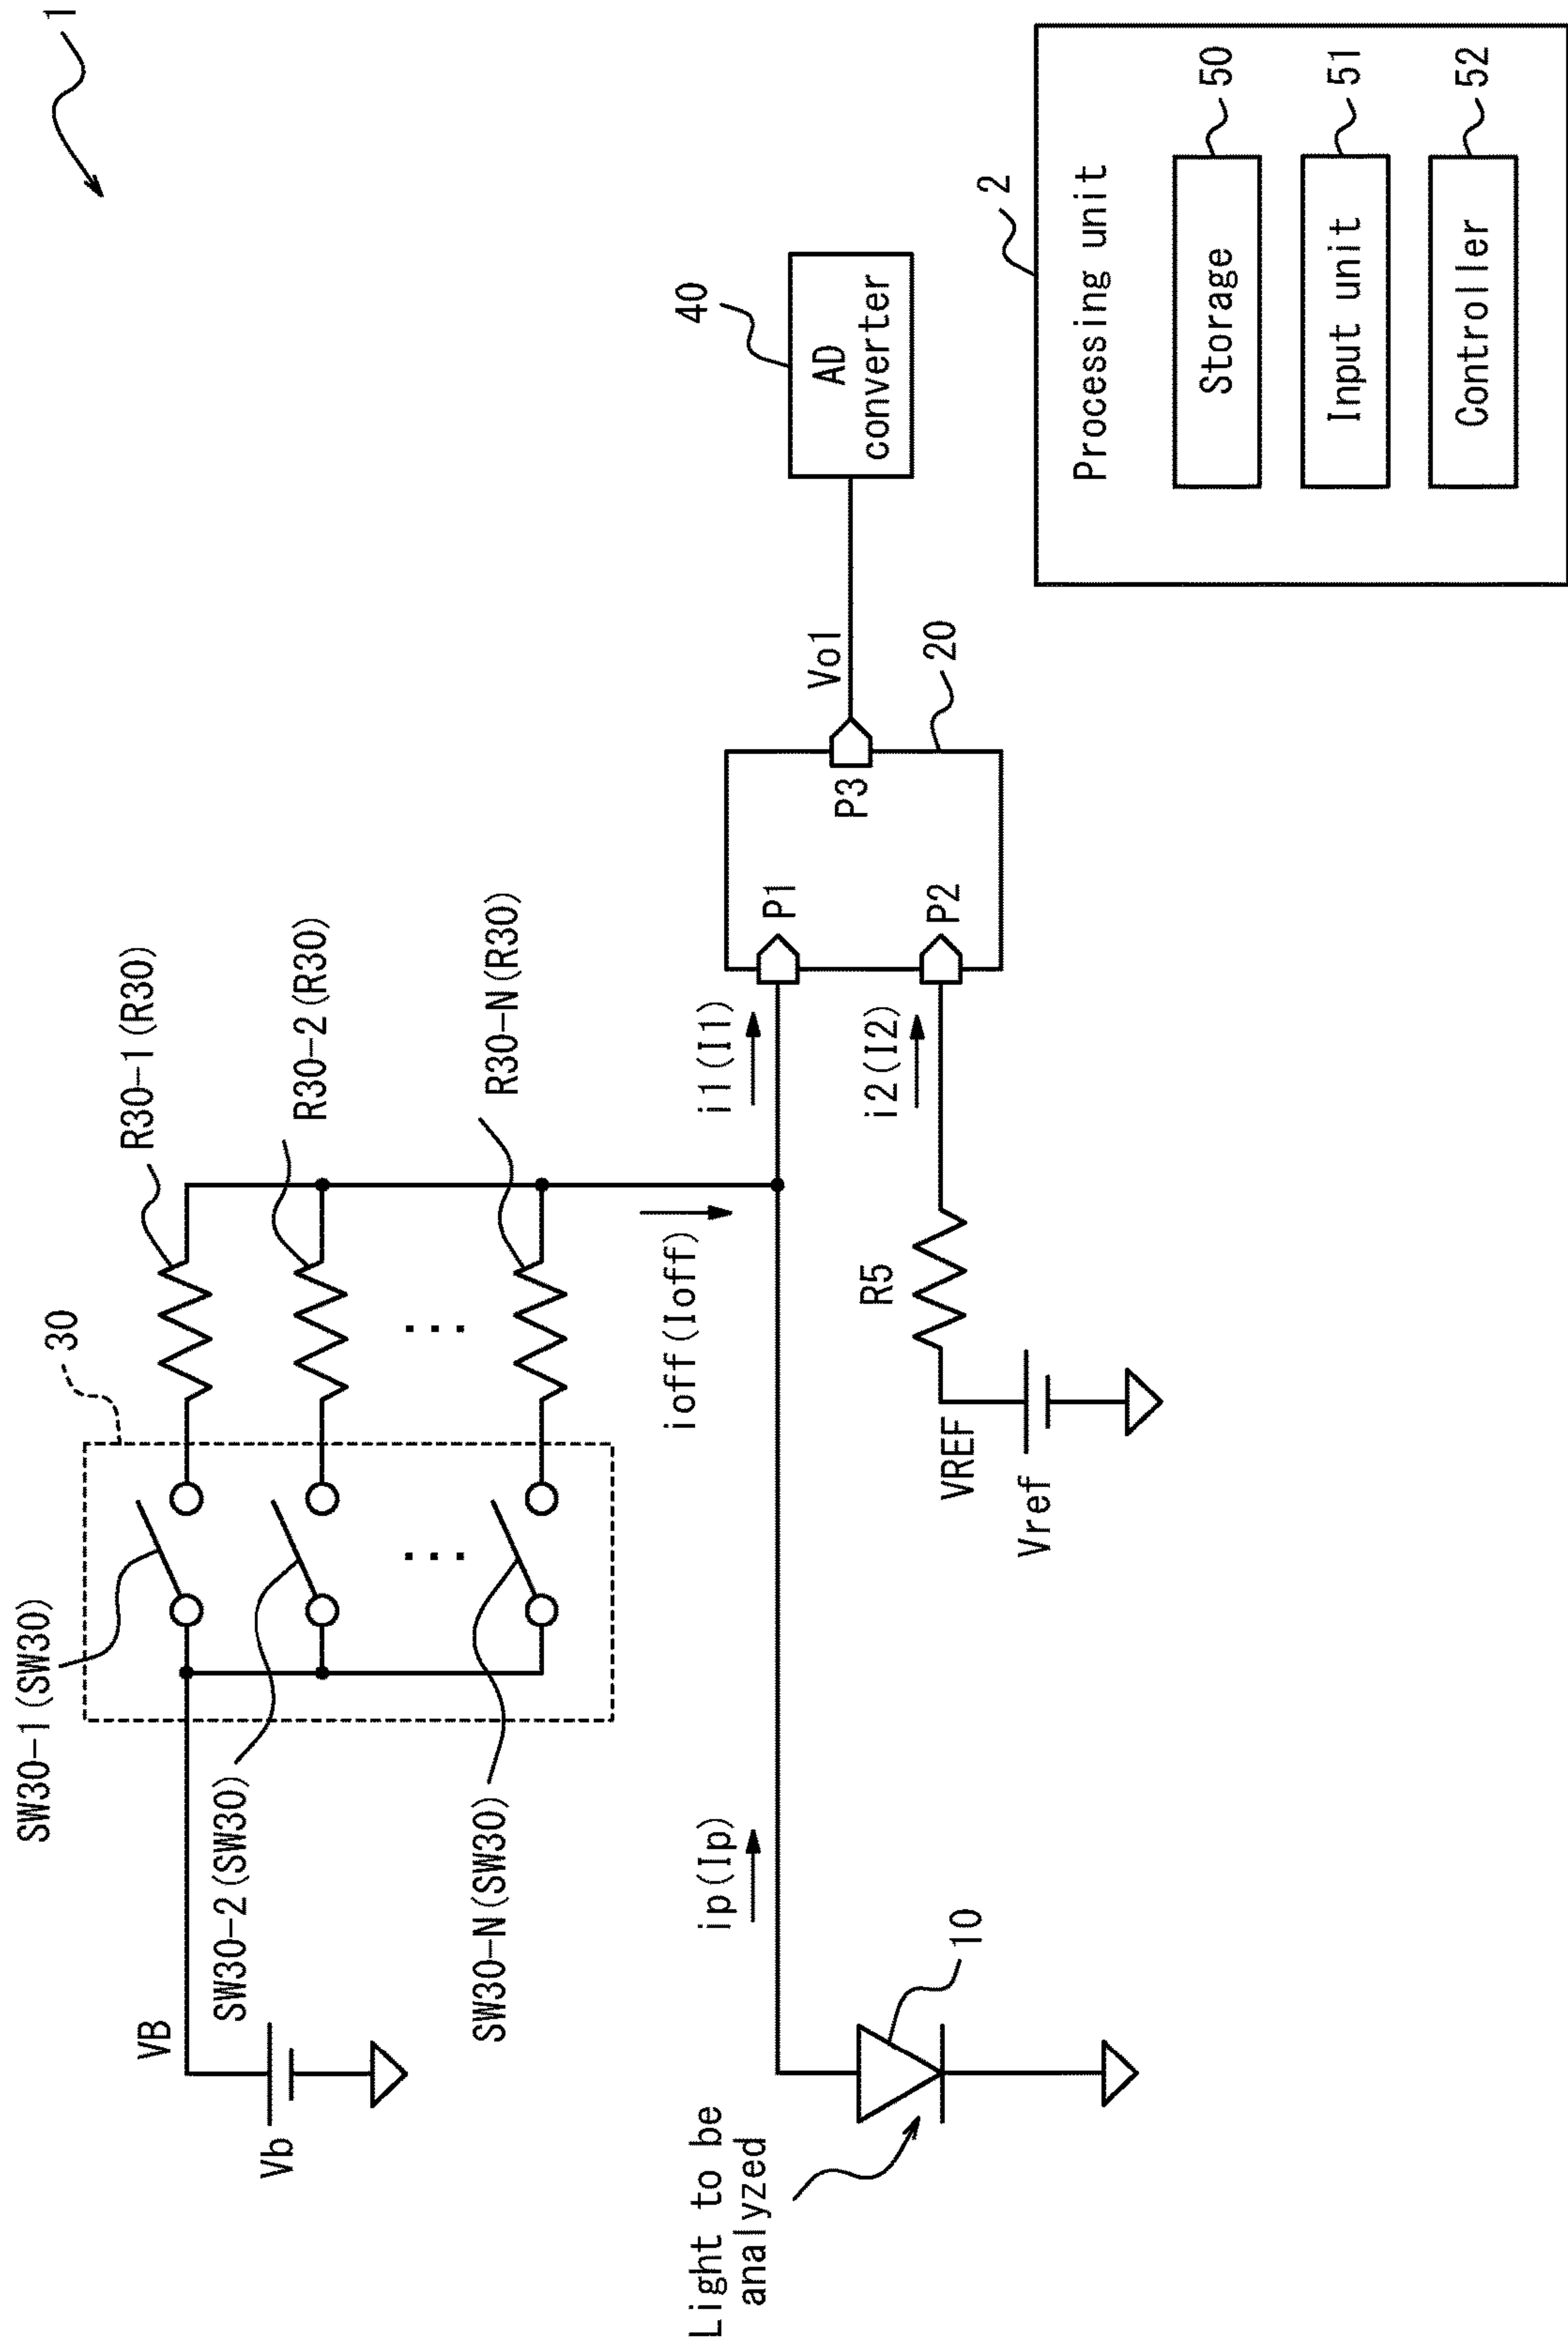 1
SW30-1(SW30)
30
R30-1(R30)
VB
SW30-2(SW30)
R30-2(R30)
Vb
SW30-N(SW30)
R30-N(R30)
...
...
ioff(Ioff)
Light to be
analyzed
ip(Ip)
i1(I1)
P1
40
AD
converter
Vo1
P3
R5
i2(I2)
P2
20
10
VREF
Vref
2
Processing unit
Storage
50
Input unit
51
Controller
52